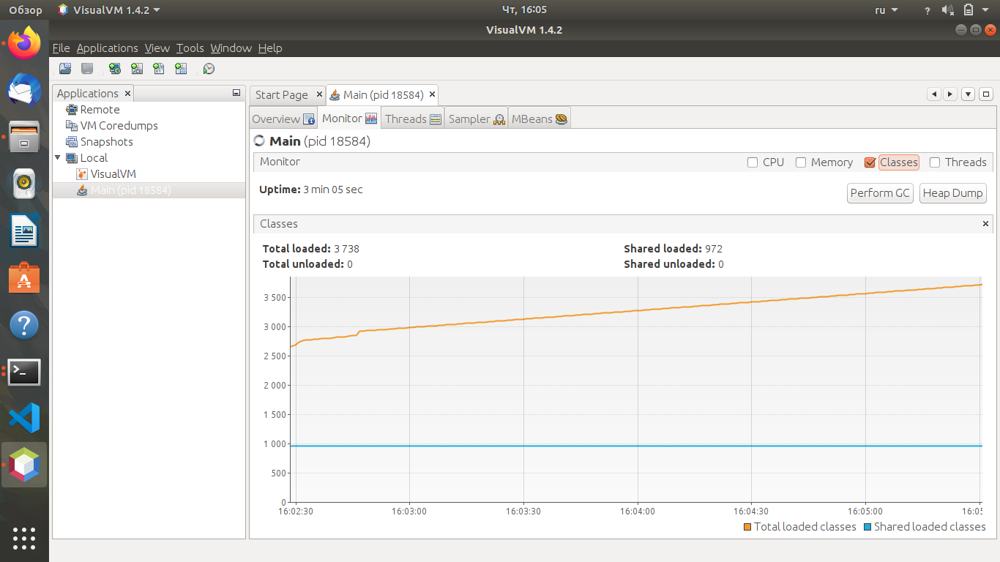 Обзор VisualVM 1.4.2 Чт, 16:05 ru ?
VisualVM 1.4.2
File Applications View Tools Window Help
Applications
Start Page Main (pid 18584)
Remote
VM Coredumps
Snapshots
Local
VisualVM
Main (pid 18584)
Overview Monitor Threads Sampler MBeans
Main (pid 18584)
Monitor CPU Memory Classes Threads
Uptime: 3 min 05 sec Perform GC Heap Dump
Classes
Total loaded: 3 738 Shared loaded: 972
Total unloaded: 0 Shared unloaded: 0
3 500
3 000
2 500
2 000
1 500
1 000
500
0
16:02:30 16:03:00 16:03:30 16:04:00 16:04:30 16:05:00 16:05
Total loaded classes Shared loaded classes